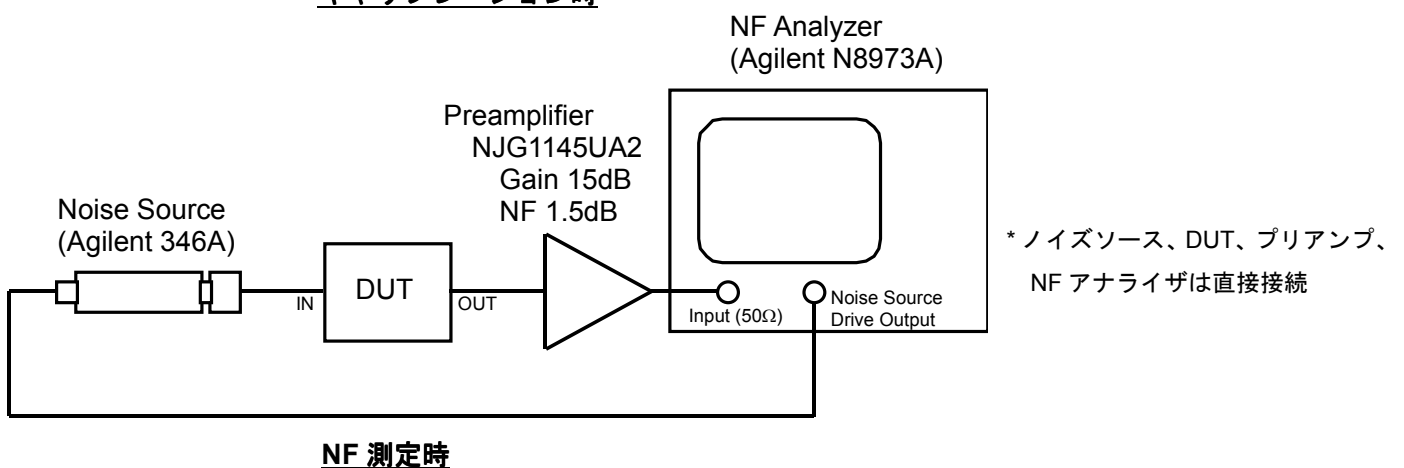 NF Analyzer
(Agilent N8973A)
Preamplifier
NJG1145UA2
Gain 15dB
NF 1.5dB
Noise Source
(Agilent 346A)
DUT
IN
OUT
Input (50Ω)
Noise Source
Drive Output
* ノイズソース、DUT、プリアンプ、
NF アナライザは直接接続
NF 測定時